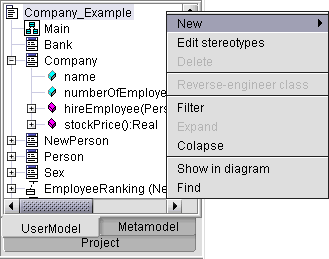 Company_Example
Main
Bank
Company
name
numberOfEmploye
hireEmployee(Pers
stockPrice():Real
NewPerson
Person
Sex
EmployeeRanking (Ne
UserModel
Metamodel
Project
New
Edit stereotypes
Delete
Reverse-engineer class
Filter
Expand
Colapse
Show in diagram
Find